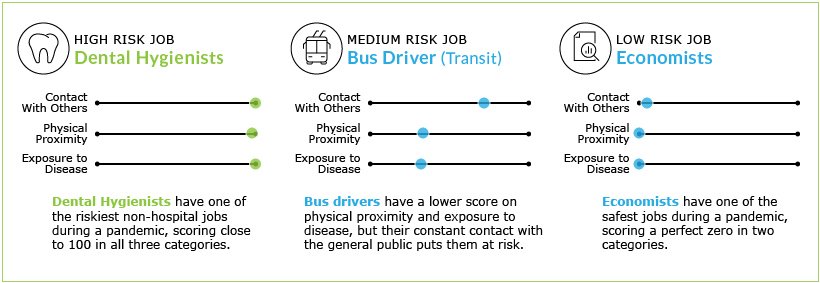 HIGH RISK JOB
Dental Hygienists
Contact
With Others
Physical
Proximity
Exposure to
Disease
Dental Hygienists have one of
the riskiest non-hospital jobs
during a pandemic, scoring close
to 100 in all three categories.
MEDIUM RISK JOB
Bus Driver (Transit)
Contact
With Others
Physical
Proximity
Exposure to
Disease
Bus drivers have a lower score on
physical proximity and exposure to
disease, but their constant contact with
the general public puts them at risk.
LOW RISK JOB
Economists
Contact
With Others
Physical
Proximity
Exposure to
Disease
Economists have one of the
safest jobs during a pandemic,
scoring a perfect zero in two
categories.